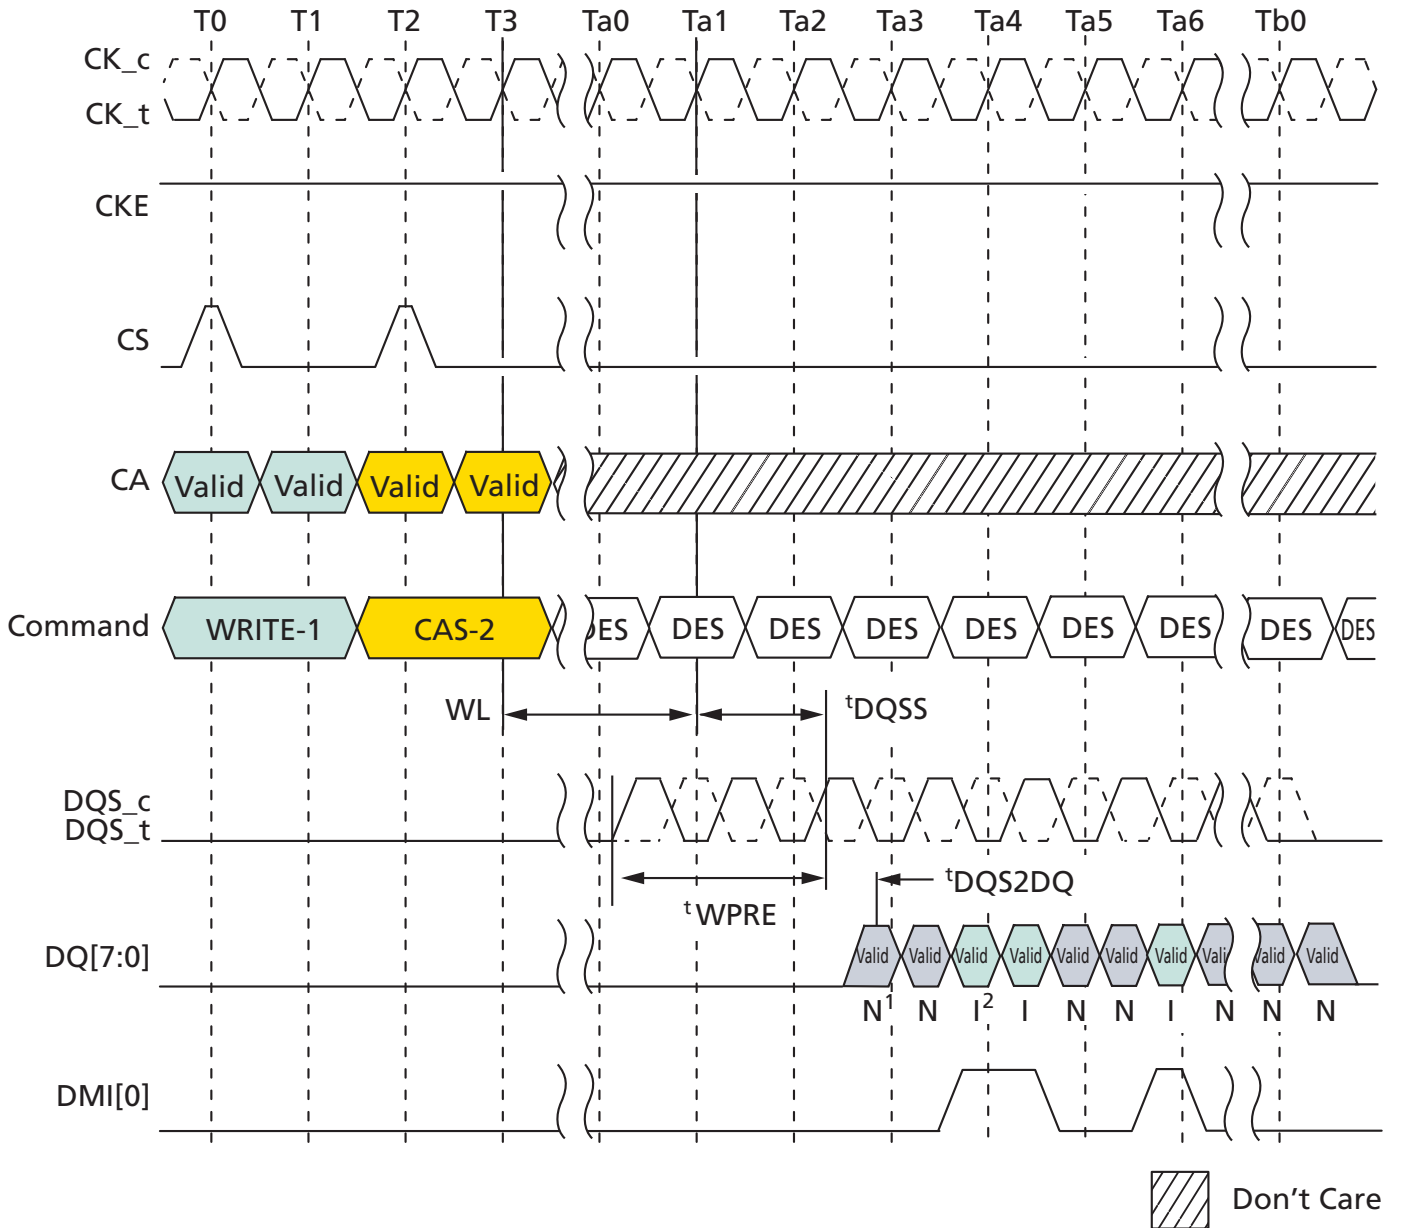 T0 T1 T2 T3 Ta0 Ta1 Ta2 Ta3 Ta4 Ta5 Ta6 Tb0
CK_c
CK_t
CKE
CS
CA Valid Valid Valid Valid
Command WRITE-1 CAS-2 DES DES DES DES DES DES DES DES DES
WL tDQSS
DQS_c
DQS_t
tDQS2DQ
tWPRE
DQ[7:0] Valid Valid Valid Valid Valid Valid Valid Vali Valid Valid
N1 N I2 I N N I N N N
DMI[0]
Don't Care